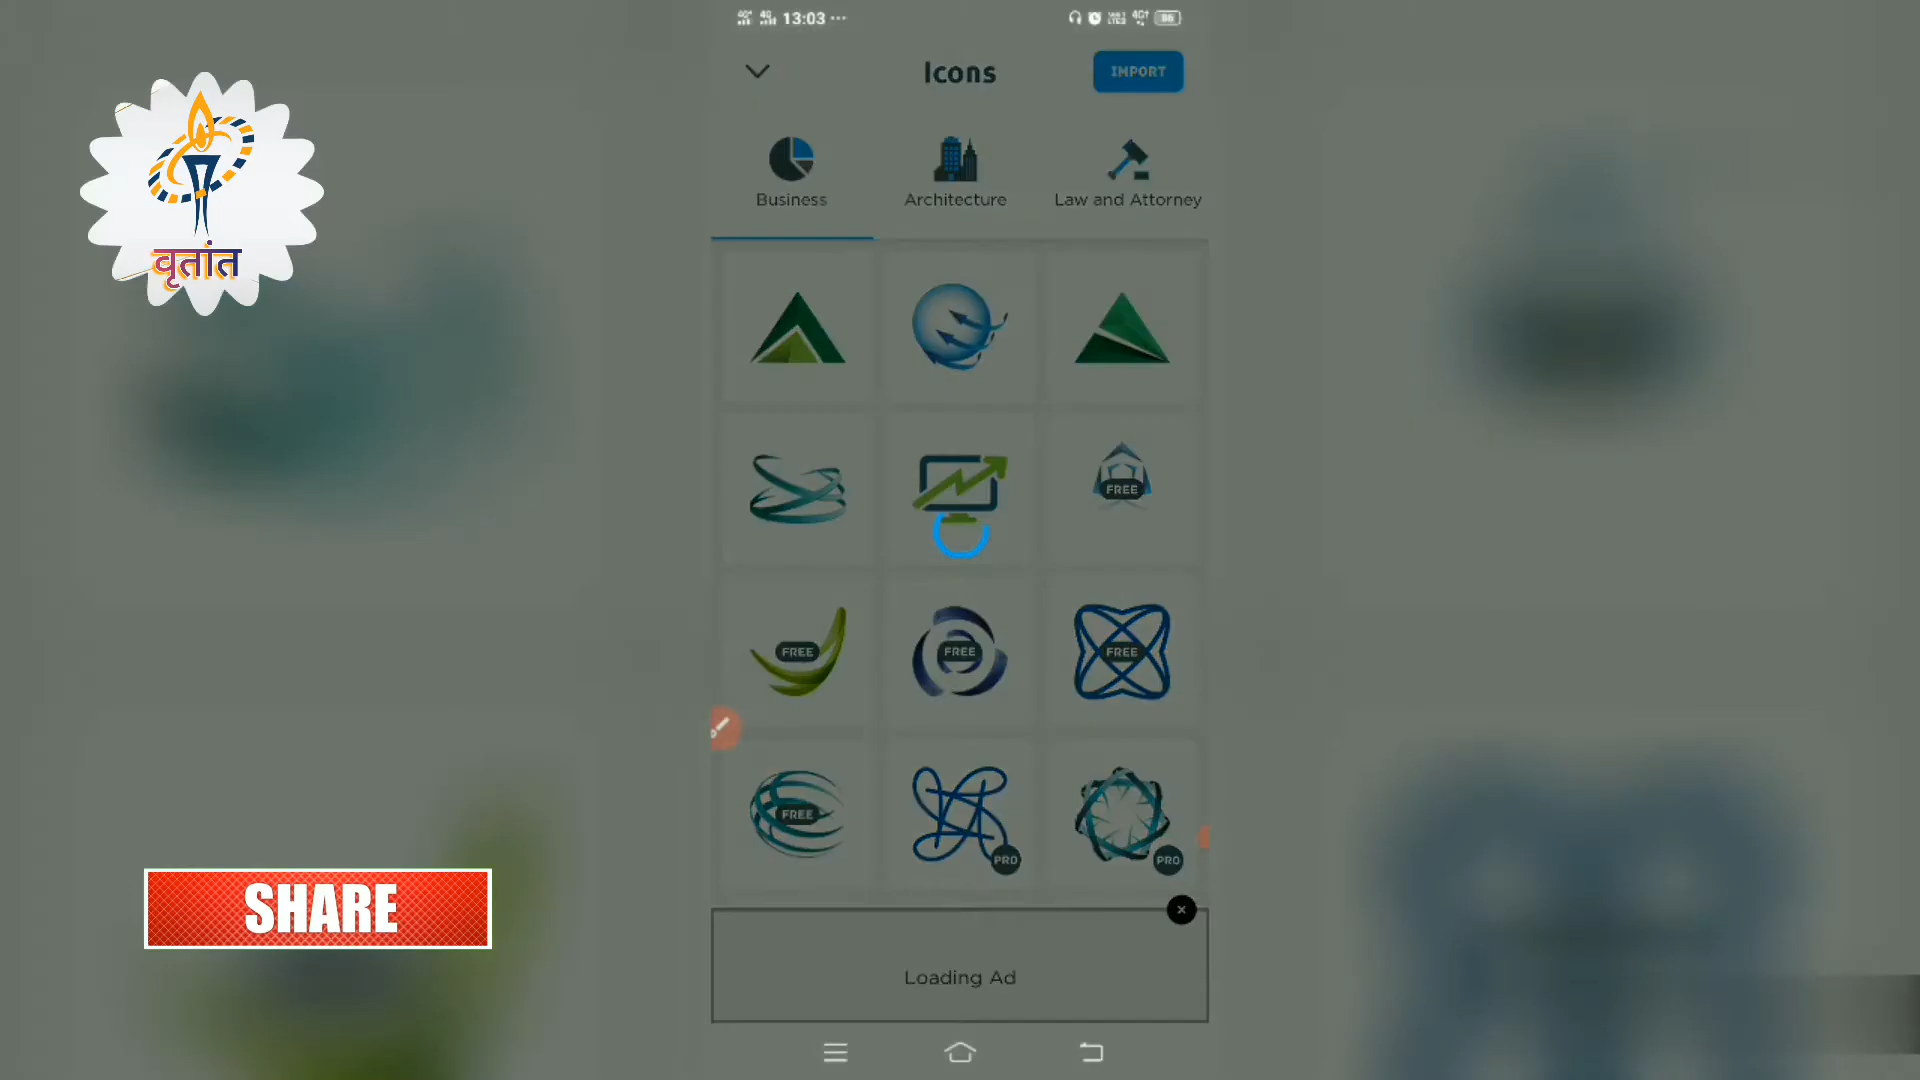 13:03
86
Icons
IMPORT
Business
Architecture
Law and Attorney
वृतांत
FREE
FREE
FREE
FREE
FREE
PRO
PRO
SHARE
Loading Ad